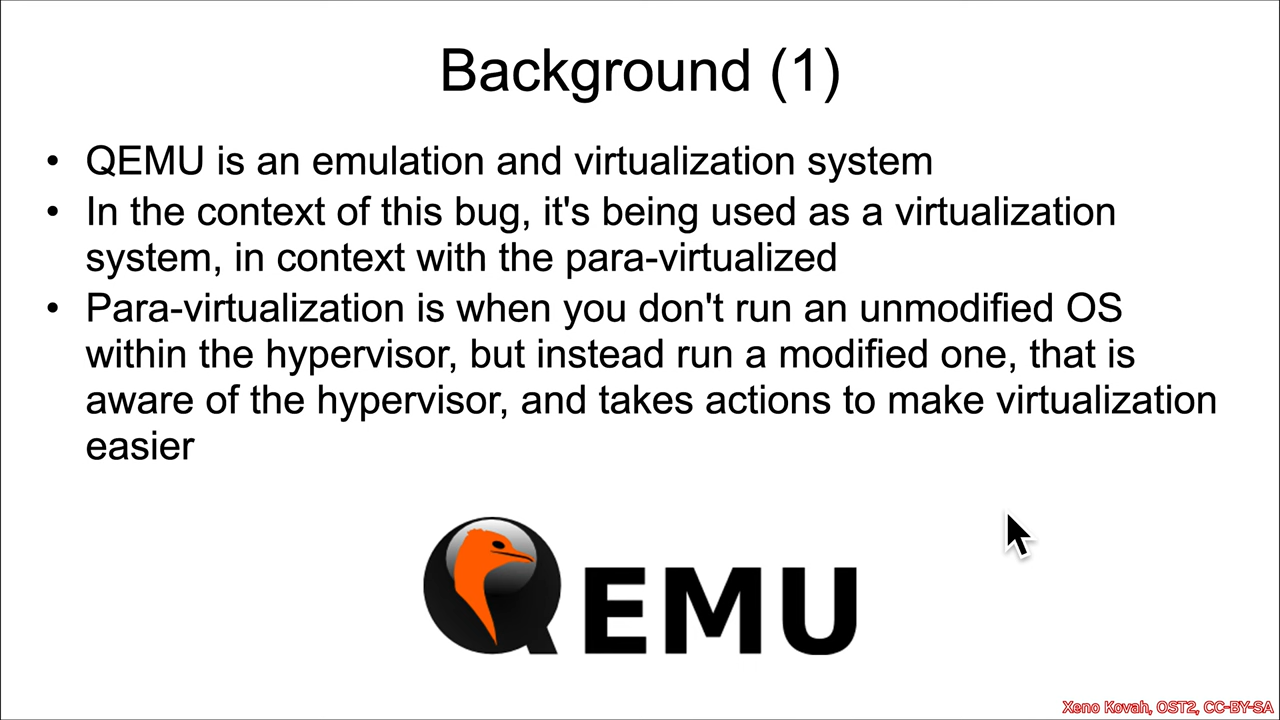 Background (1)
• QEMU is an emulation and virtualization system
• In the context of this bug, it's being used as a virtualization
system, in context with the para-virtualized
• Para-virtualization is when you don't run an unmodified OS
within the hypervisor, but instead run a modified one, that is
aware of the hypervisor, and takes actions to make virtualization
easier
QEMU
Xeno Kovah, OST2, CC-BY-SA